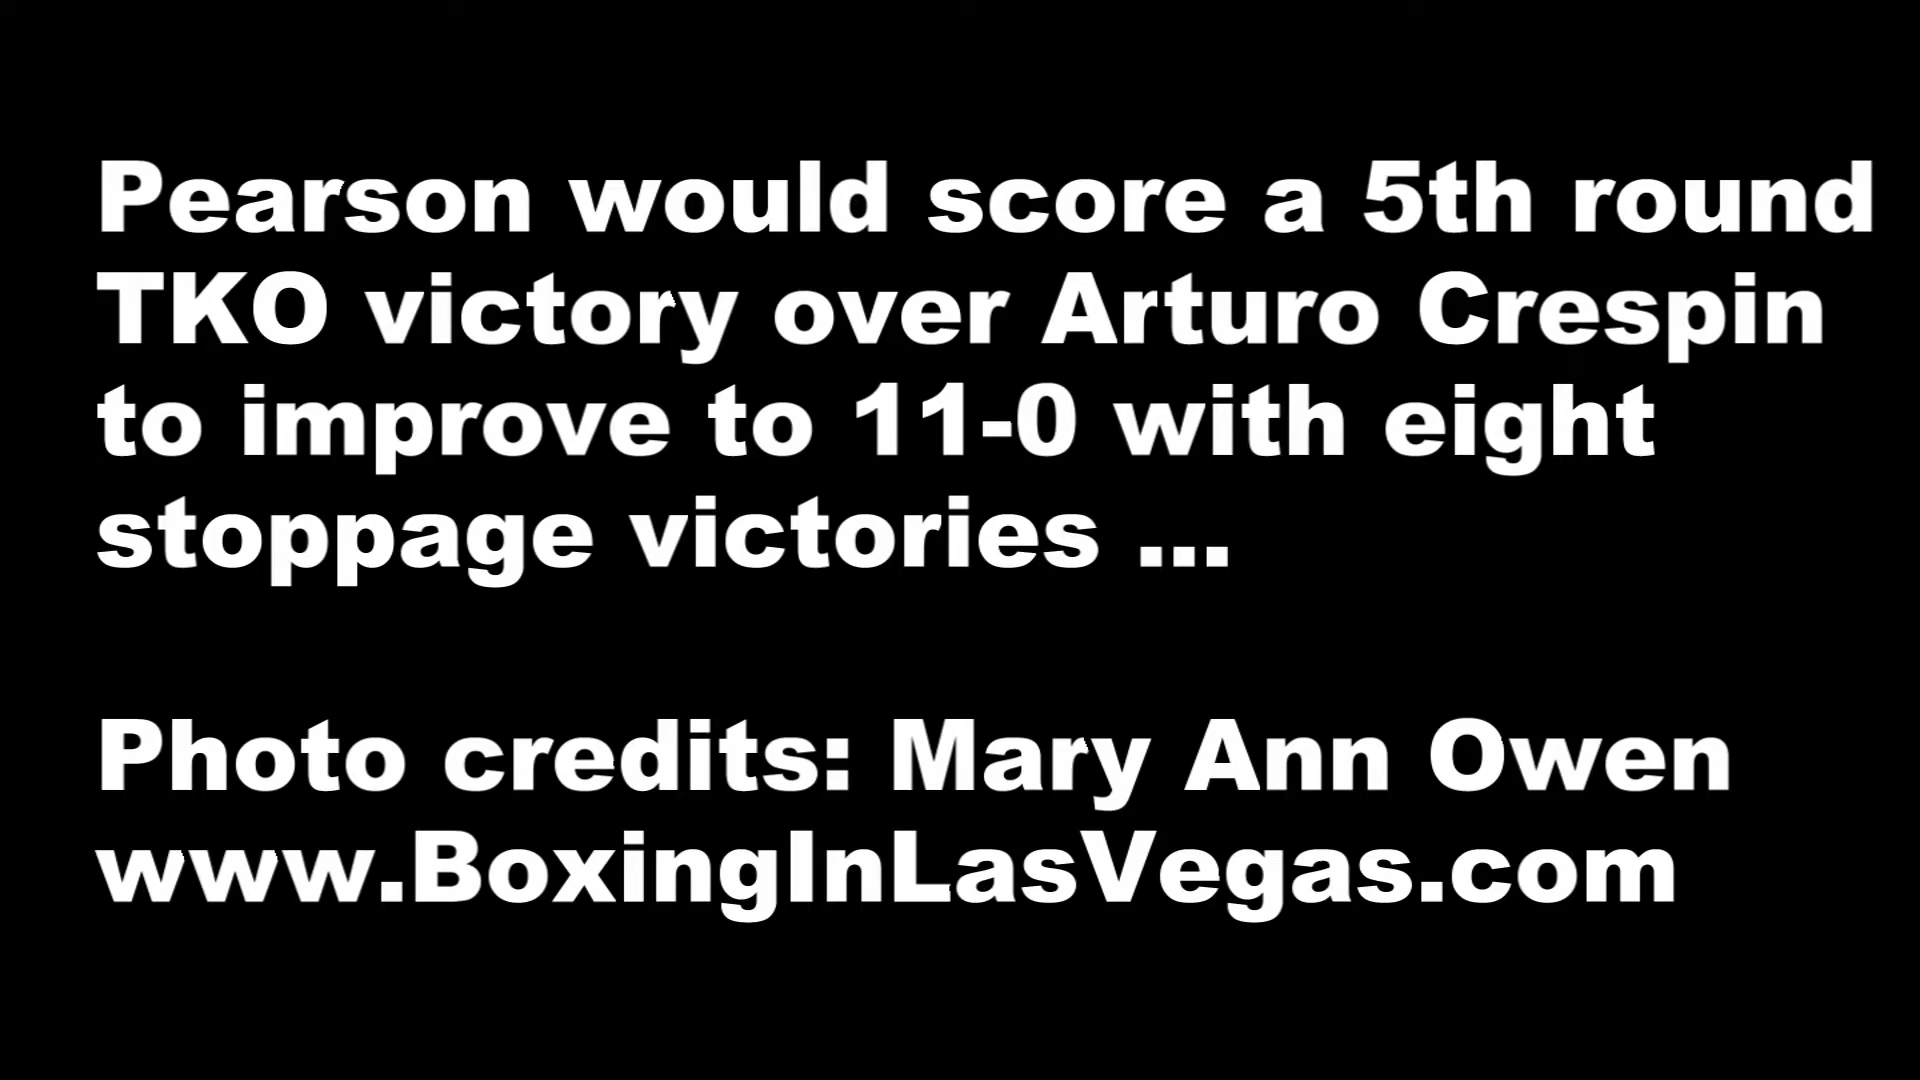 Pearson would score a 5th round
TKO victory over Arturo Crespin
to improve to 11-0 with eight
stoppage victories ...
Photo credits: Mary Ann Owen
www.BoxingInLasVegas.com